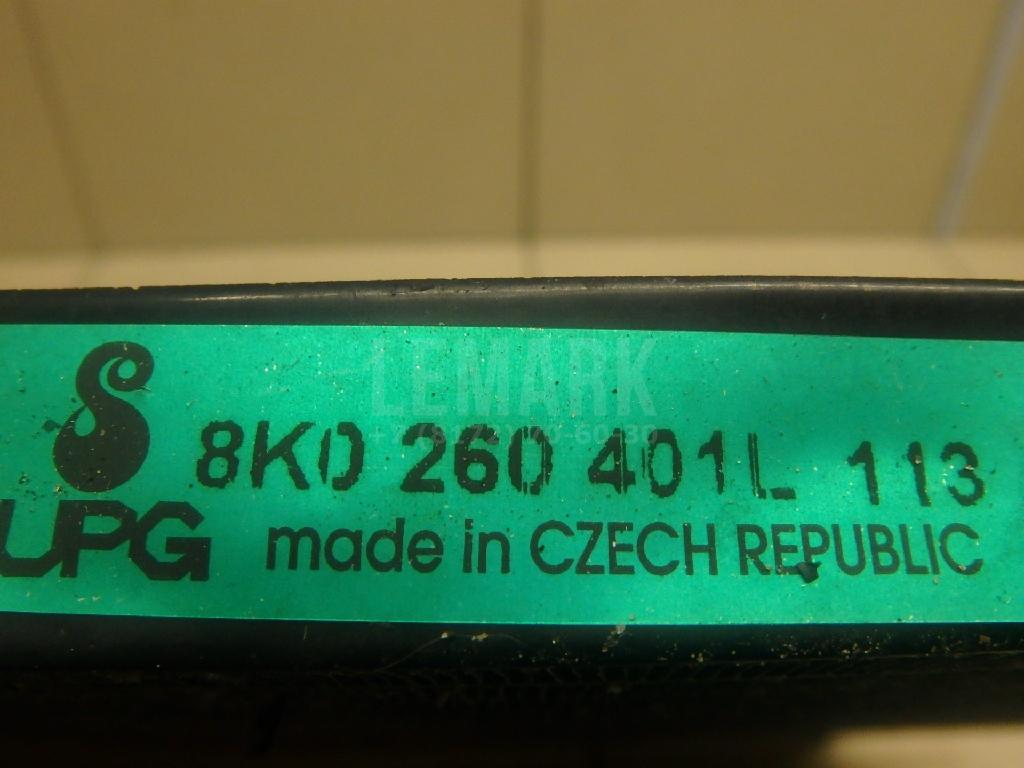 LEMARK
8K0 260 401L 113
UPG
made in CZECH REPUBLIC